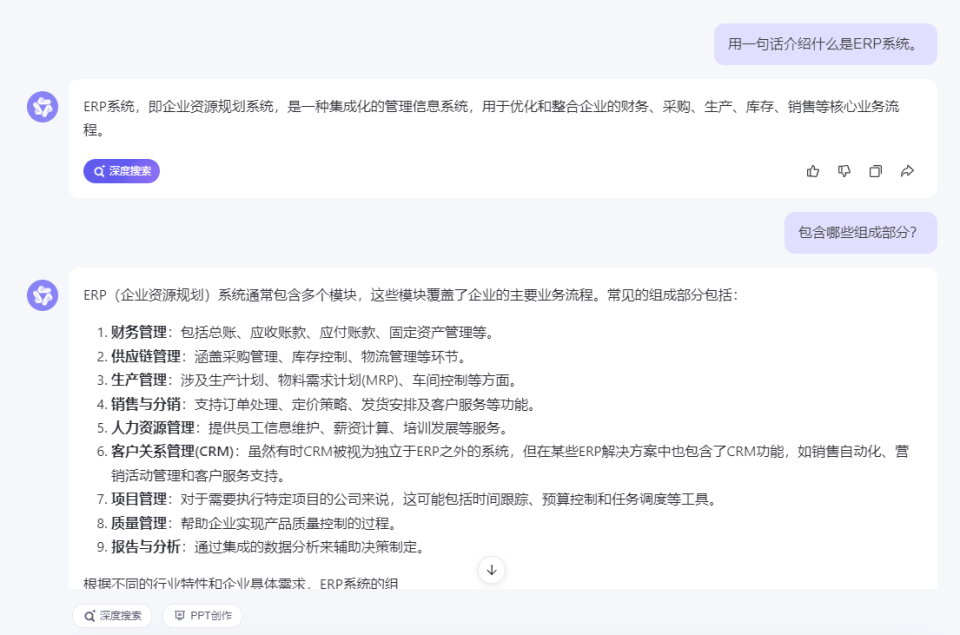 用一句话介绍什么是ERP系统。
ERP系统，即企业资源规划系统，是一种集成化的管理信息系统，用于优化和整合企业的财务、采购、生产、库存、销售等核心业务流
程。
深度搜索
包含哪些组成部分？
ERP（企业资源规划）系统通常包含多个模块，这些模块覆盖了企业的主要业务流程。常见的组成部分包括：
1. 财务管理：包括总账、应收账款、应付账款、固定资产管理等。
2. 供应链管理：涵盖采购管理、库存控制、物流管理等环节。
3. 生产管理：涉及生产计划、物料需求计划(MRP)、车间控制等方面。
4. 销售与分销：支持订单处理、定价策略、发货安排及客户服务等功能。
5. 人力资源管理：提供员工信息维护、薪资计算、培训发展等服务。
6. 客户关系管理(CRM)：虽然有时CRM被视为独立于ERP之外的系统，但在某些ERP解决方案中也包含了CRM功能，如销售自动化、营
销活动管理和客户服务支持。
7. 项目管理：对于需要执行特定项目的公司来说，这可能包括时间跟踪、预算控制和任务调度等工具。
8. 质量管理：帮助企业实现产品质量控制的过程。
9. 报告与分析：通过集成的数据分析来辅助决策制定。
根据不同的行业特性和企业具体需求，ERP系统的组
深度搜索 PPT创作